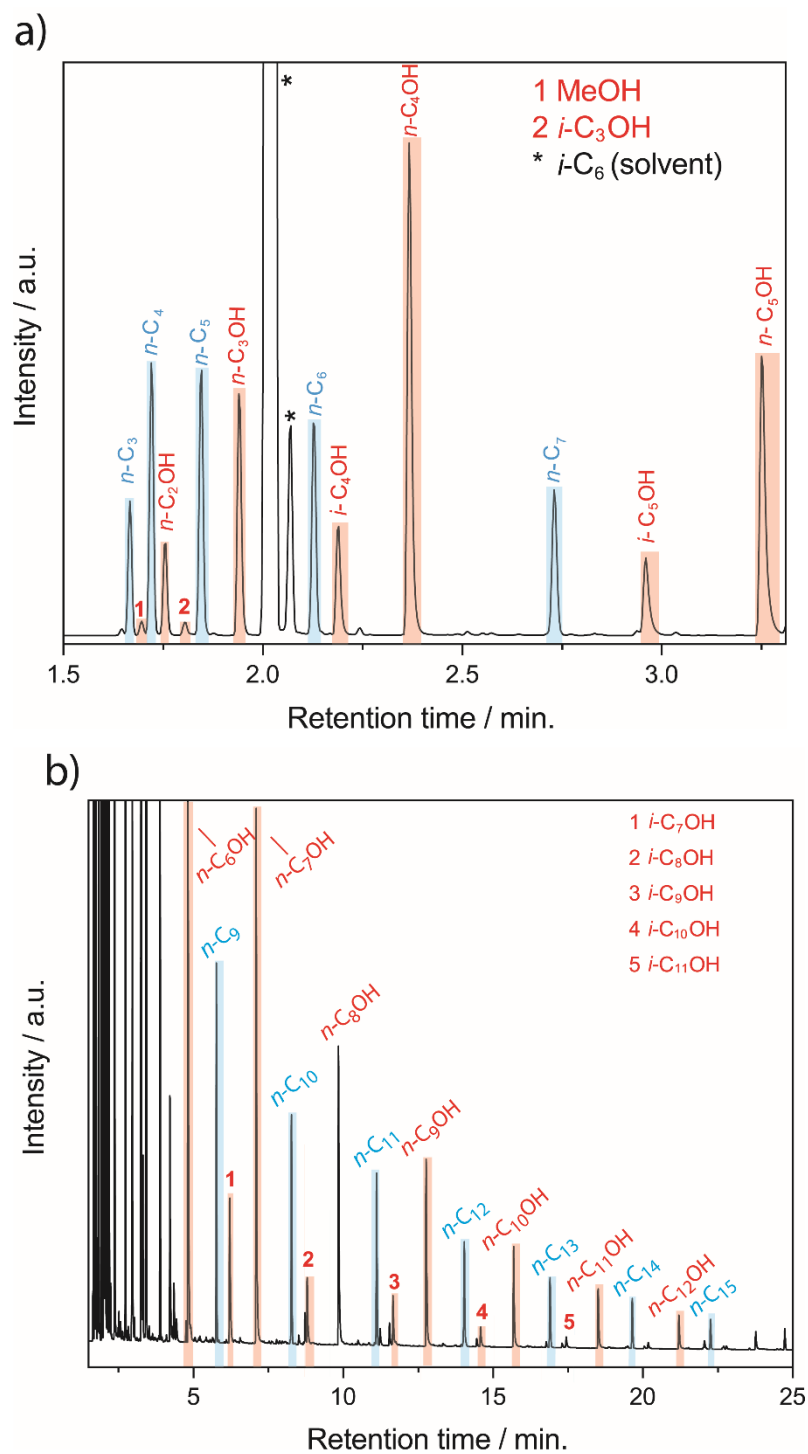 a)
n-C₄OH
1 MeOH
2 i-C₃OH
* i-C₆ (solvent)
*
n-C₃
1
n-C₄
n-C₂OH
2
n-C₅
n-C₃OH
*
n-C₆
i-C₄OH
n-C₇
i-C₅OH
n-C₅OH
Intensity / a.u.
1.5 2.0 2.5 3.0
Retention time / min.
b)
n-C₆OH
n-C₇OH
1 i-C₇OH
2 i-C₈OH
3 i-C₉OH
4 i-C₁₀OH
5 i-C₁₁OH
n-C₉
1
n-C₁₀
2
n-C₈OH
n-C₁₁
3
n-C₉OH
n-C₁₂
4
n-C₁₀OH
n-C₁₃
5
n-C₁₁OH
n-C₁₄
n-C₁₂OH
n-C₁₅
Intensity / a.u.
5 10 15 20 25
Retention time / min.